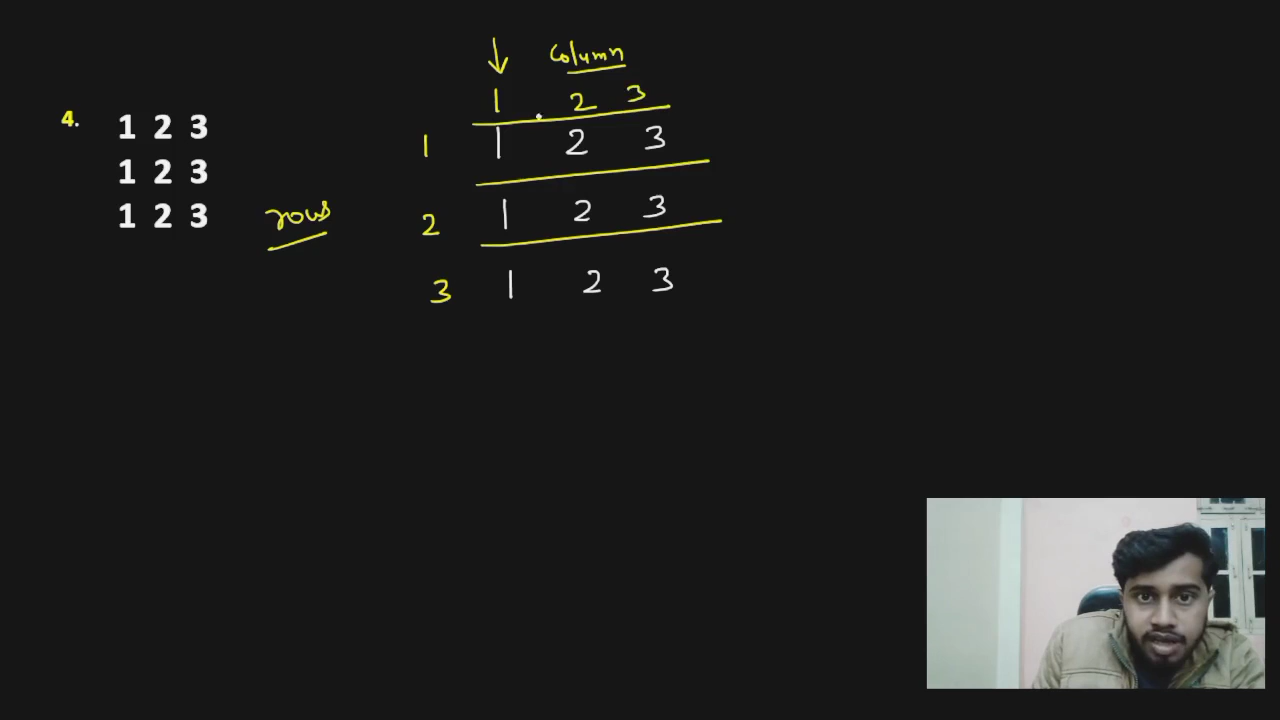 column
1 2 3
4. 1 2 3
1 2 3
1 2 3
rows
1 1 2 3
2 1 2 3
3 1 2 3